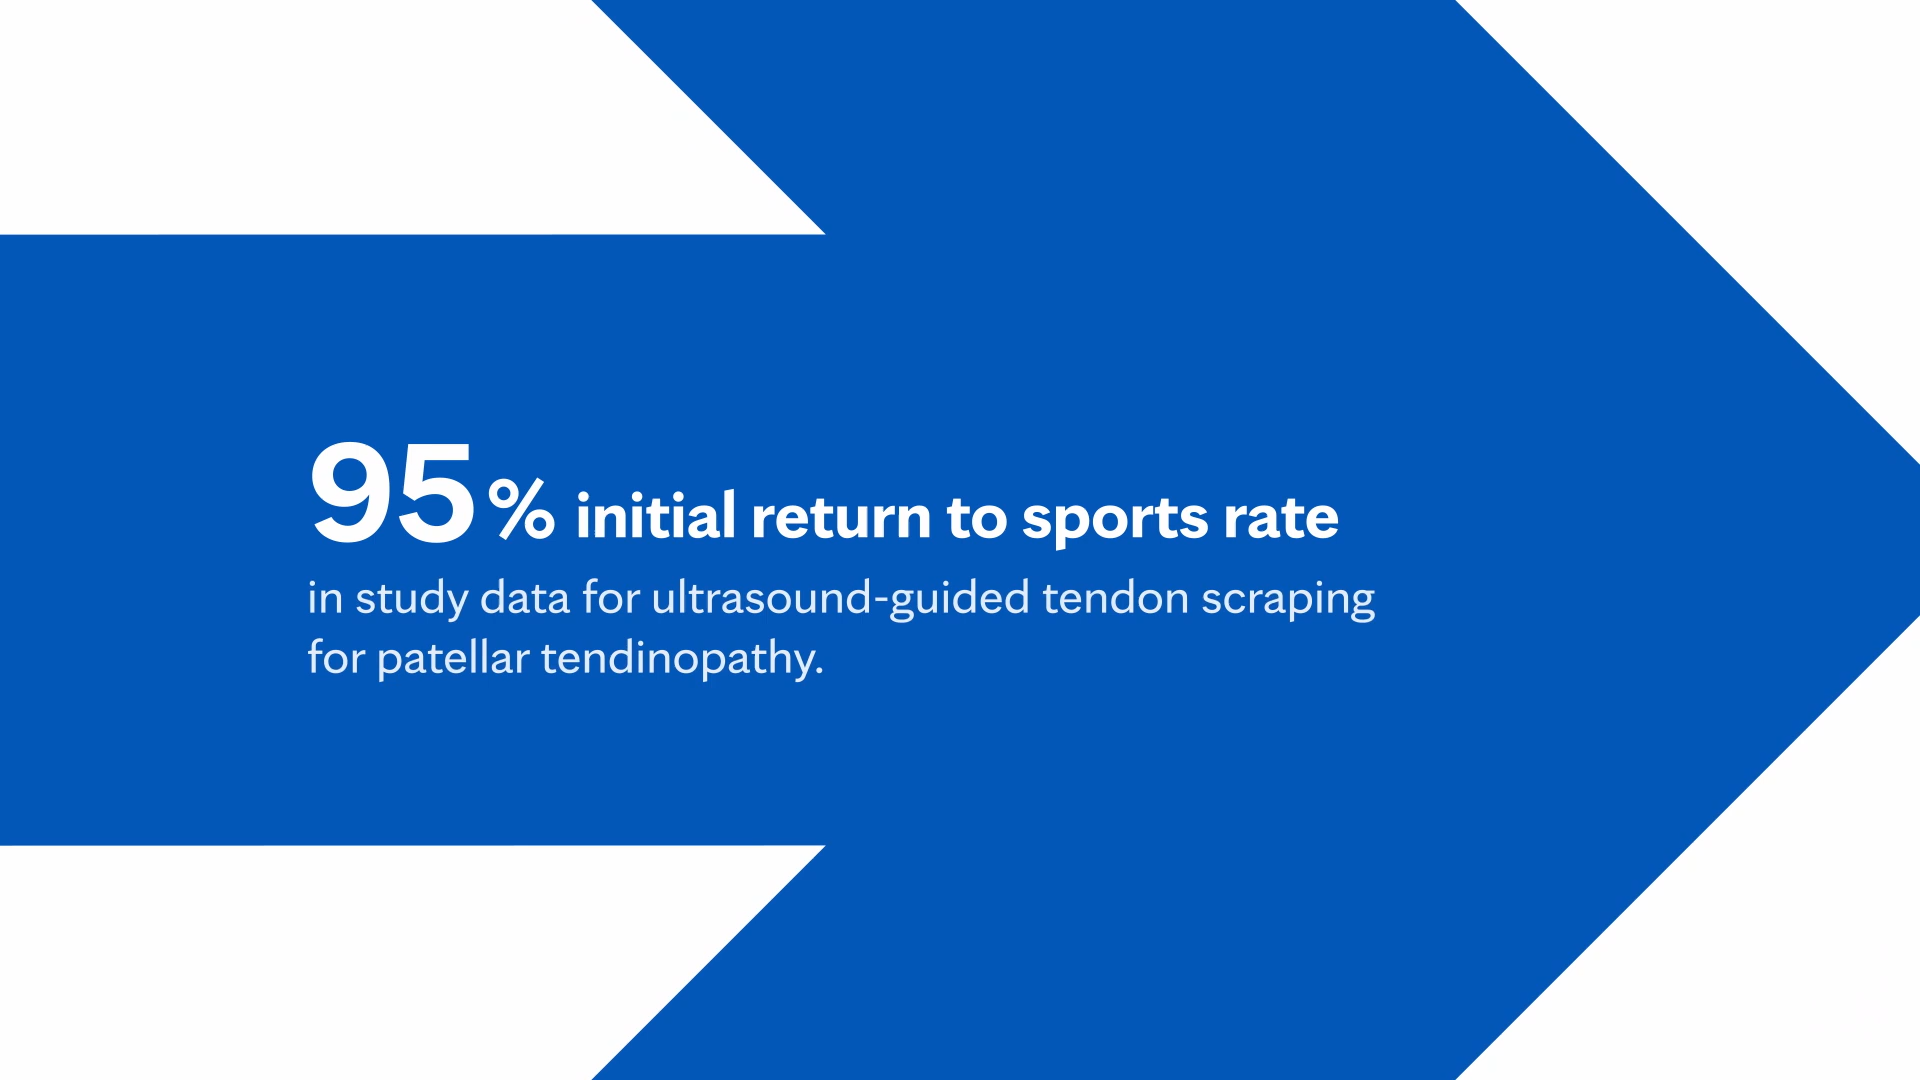 95% initial return to sports rate
in study data for ultrasound-guided tendon scraping
for patellar tendinopathy.